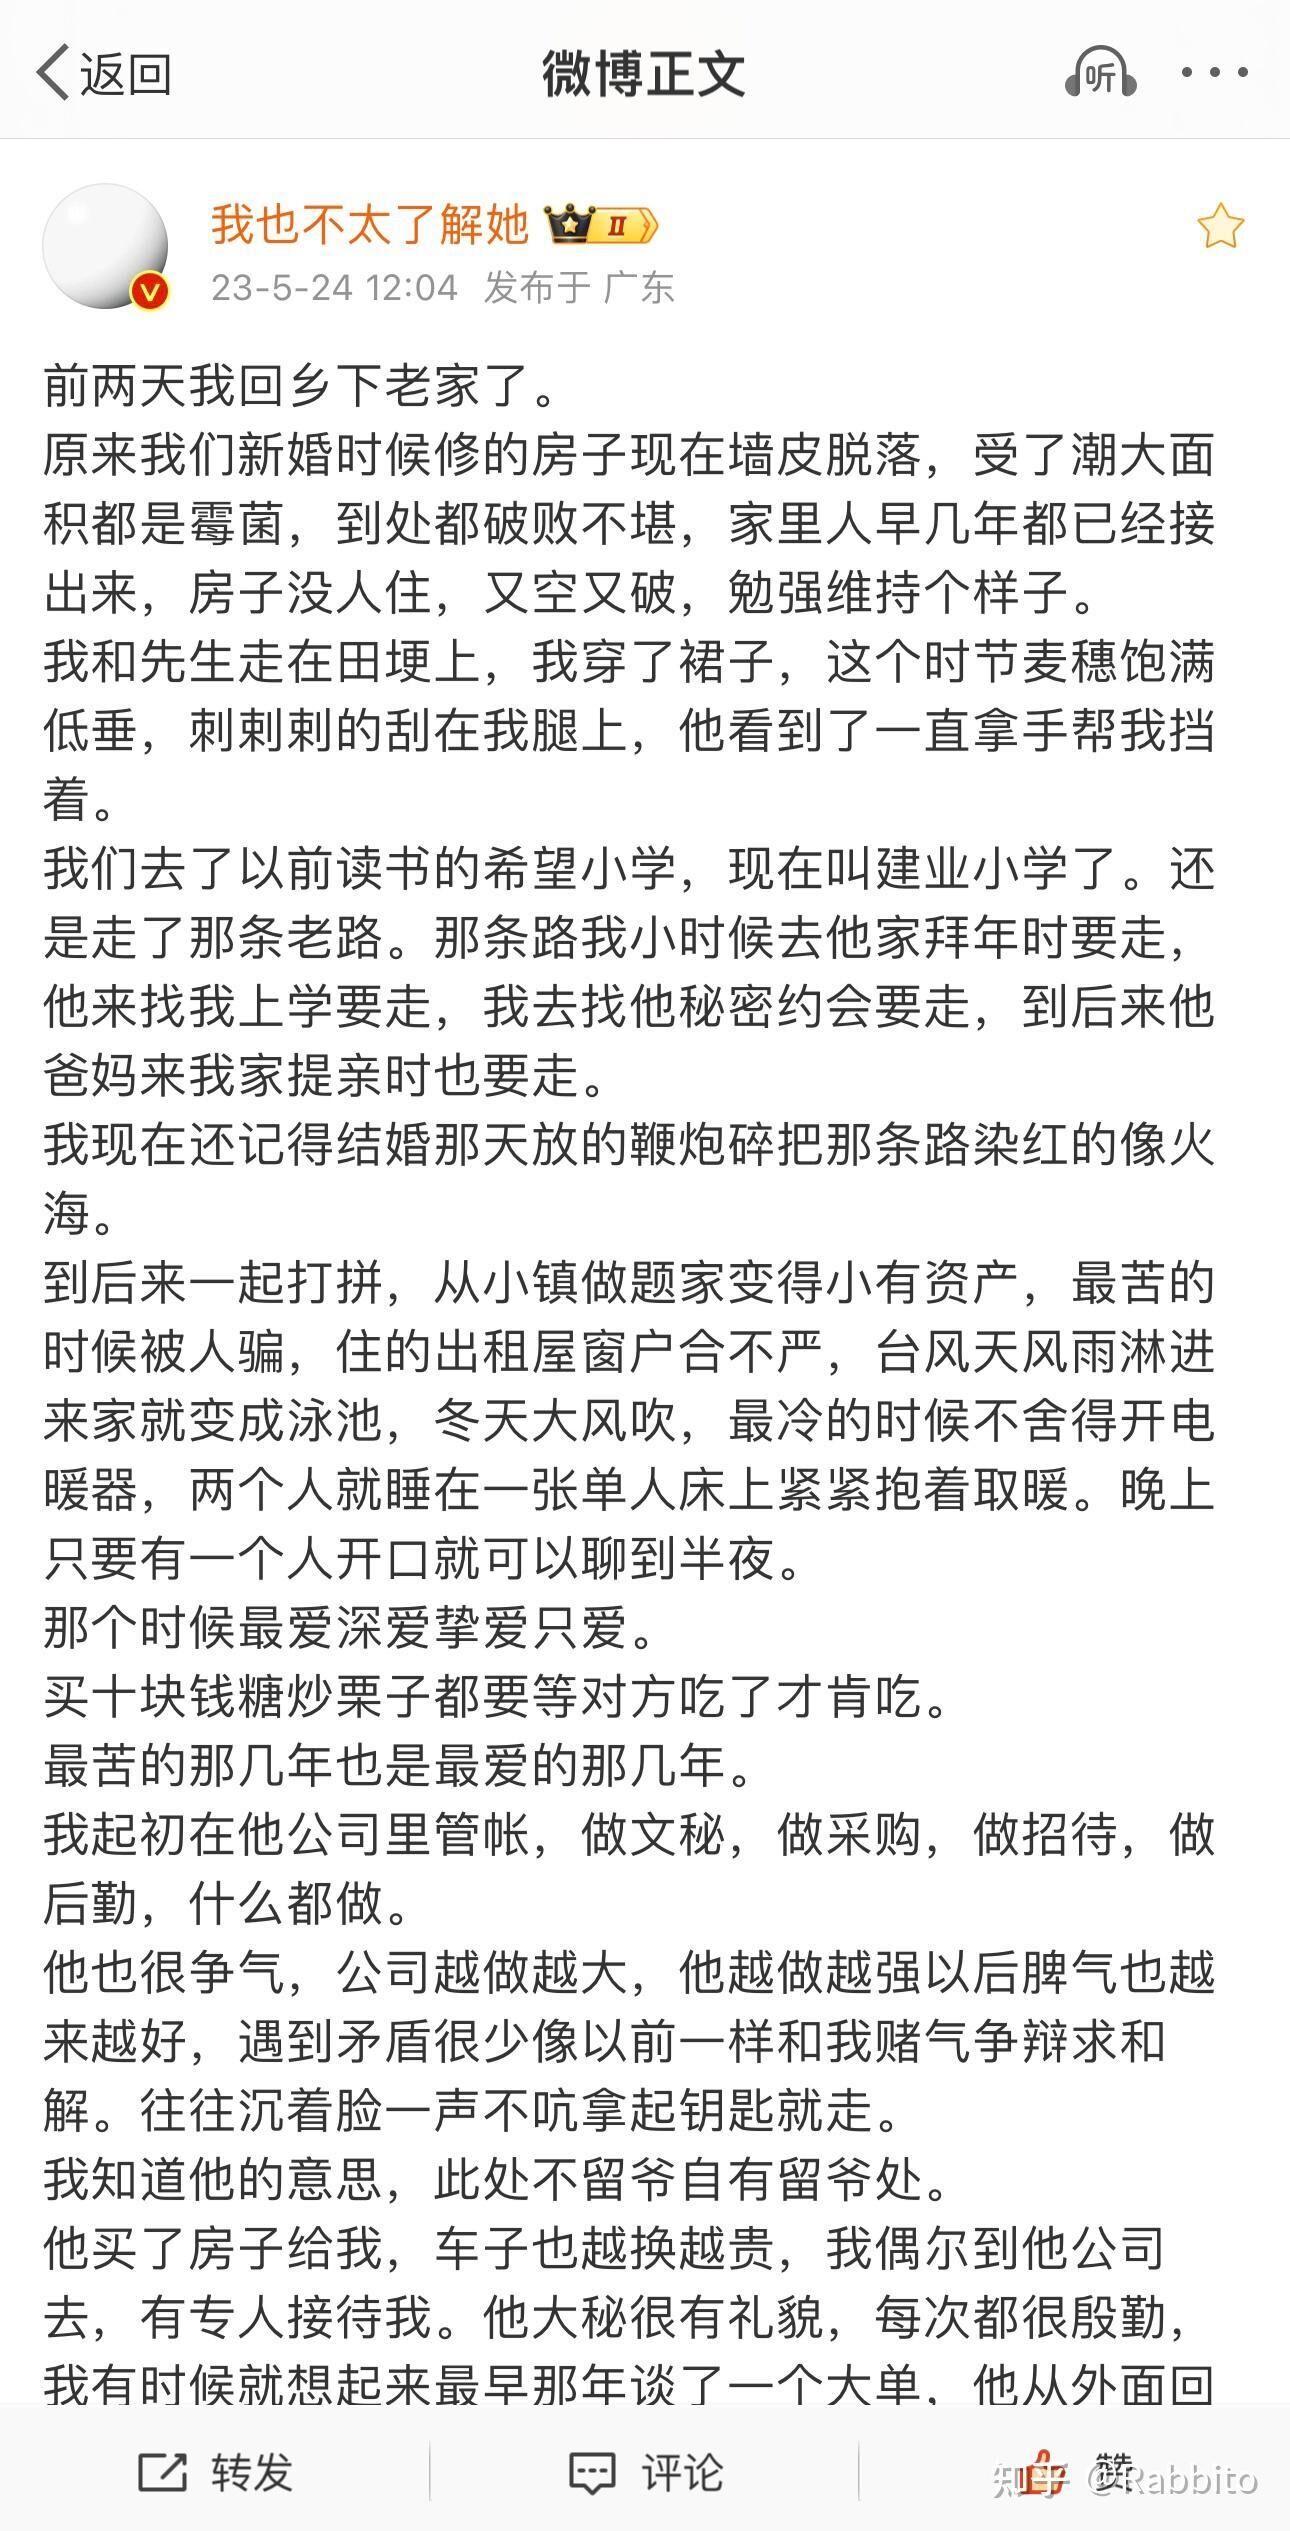 返回
微博正文
听
我也不太了解她
II
23-5-24 12:04 发布于 广东
前两天我回乡下老家了。
原来我们新婚时候修的房子现在墙皮脱落，受了潮大面
积都是霉菌，到处都破败不堪，家里人早几年都已经接
出来，房子没人住，又空又破，勉强维持个样子。
我和先生走在田埂上，我穿了裙子，这个时节麦穗饱满
低垂，刺剌剌的刮在我腿上，他看到了一直拿手帮我挡
着。
我们去了以前读书的希望小学，现在叫建业小学了。还
是走了那条老路。那条路我小时候去他家拜年时要走，
他来找我上学要走，我去找他秘密约会要走，到后来他
爸妈来我家提亲时也要走。
我现在还记得结婚那天放的鞭炮碎把那条路染红的像火
海。
到后来一起打拼，从小镇做题家变得小有资产，最苦的
时候被人骗，住的出租屋窗户合不严，台风天风雨淋进
来家就变成泳池，冬天大风吹，最冷的时候不舍得开电
暖器，两个人就睡在一张单人床上紧紧抱着取暖。晚上
只要有一个人开口就可以聊到半夜。
那个时候最爱深爱挚爱只爱。
买十块钱糖炒栗子都要等对方吃了才肯吃。
最苦的那几年也是最爱的那几年。
我起初在他公司里管帐，做文秘，做采购，做招待，做
后勤，什么都做。
他也很争气，公司越做越大，他越做越强以后脾气也越
来越好，遇到矛盾很少像以前一样和我赌气争辩求和
解。往往沉着脸一声不吭拿起钥匙就走。
我知道他的意思，此处不留爷自有留爷处。
他买了房子给我，车子也越换越贵，我偶尔到他公司
去，有专人接待我。他大秘很有礼貌，每次都很殷勤，
我有时候就想起来最早那年谈了一个大单，他从外面回
转发
评论
赞
知乎 @Rabbito